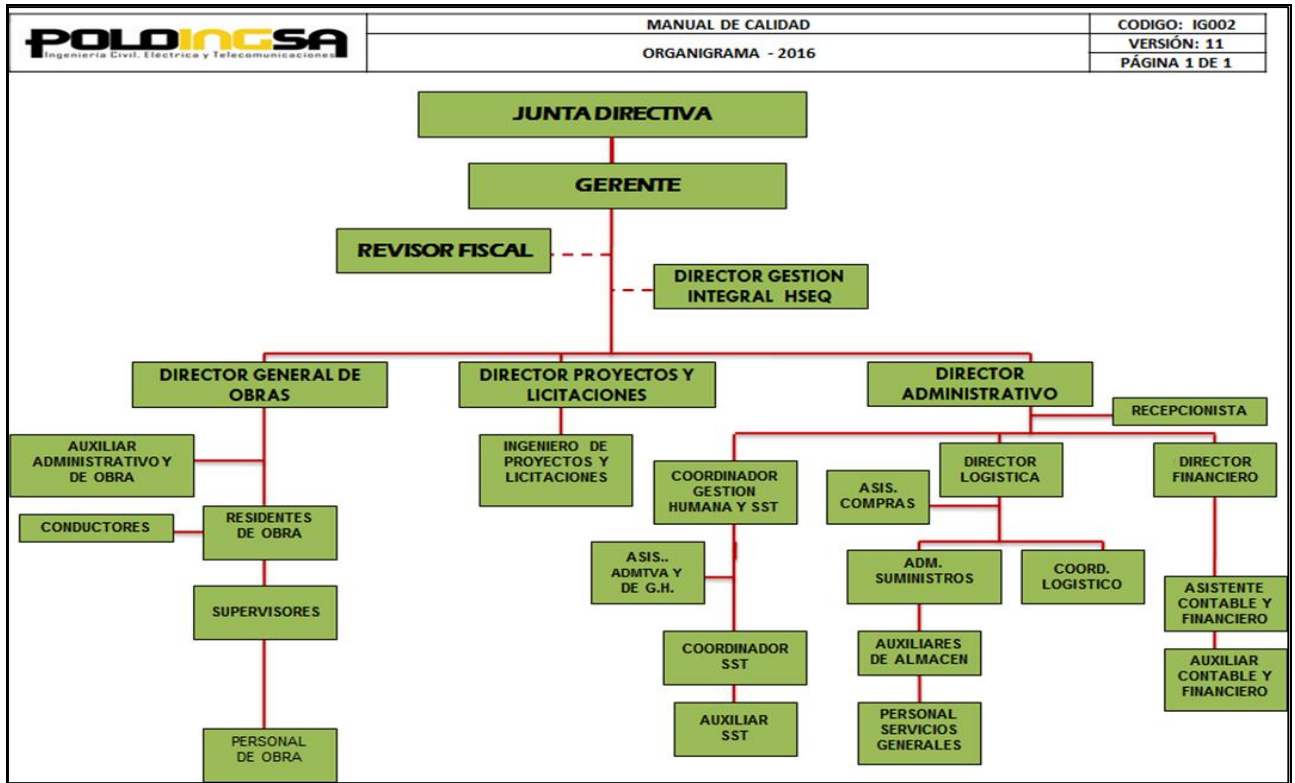 POLOINGSA
Ingeniería Civil, Eléctrica y Telecomunicaciones
MANUAL DE CALIDAD
ORGANIGRAMA - 2016
CODIGO: IG002
VERSIÓN: 11
PÁGINA 1 DE 1
JUNTA DIRECTIVA
GERENTE
REVISOR FISCAL
DIRECTOR GESTION
INTEGRAL HSEQ
DIRECTOR GENERAL DE
OBRAS
DIRECTOR PROYECTOS Y
LICITACIONES
DIRECTOR
ADMINISTRATIVO
RECEPCIONISTA
AUXILIAR
ADMINISTRATIVO Y
DE OBRA
INGENIERO DE
PROYECTOS Y
LICITACIONES
COORDINADOR
GESTION
HUMANA Y SST
ASIS.
COMPRAS
DIRECTOR
LOGISTICA
DIRECTOR
FINANCIERO
CONDUCTORES
RESIDENTES
DE OBRA
ASIS..
ADMTVA Y
DE G.H.
ADM.
SUMINISTROS
COORD.
LOGISTICO
ASISTENTE
CONTABLE Y
FINANCIERO
SUPERVISORES
COORDINADOR
SST
AUXILIARES
DE ALMACEN
AUXILIAR
CONTABLE Y
FINANCIERO
PERSONAL
DE OBRA
AUXILIAR
SST
PERSONAL
SERVICIOS
GENERALES